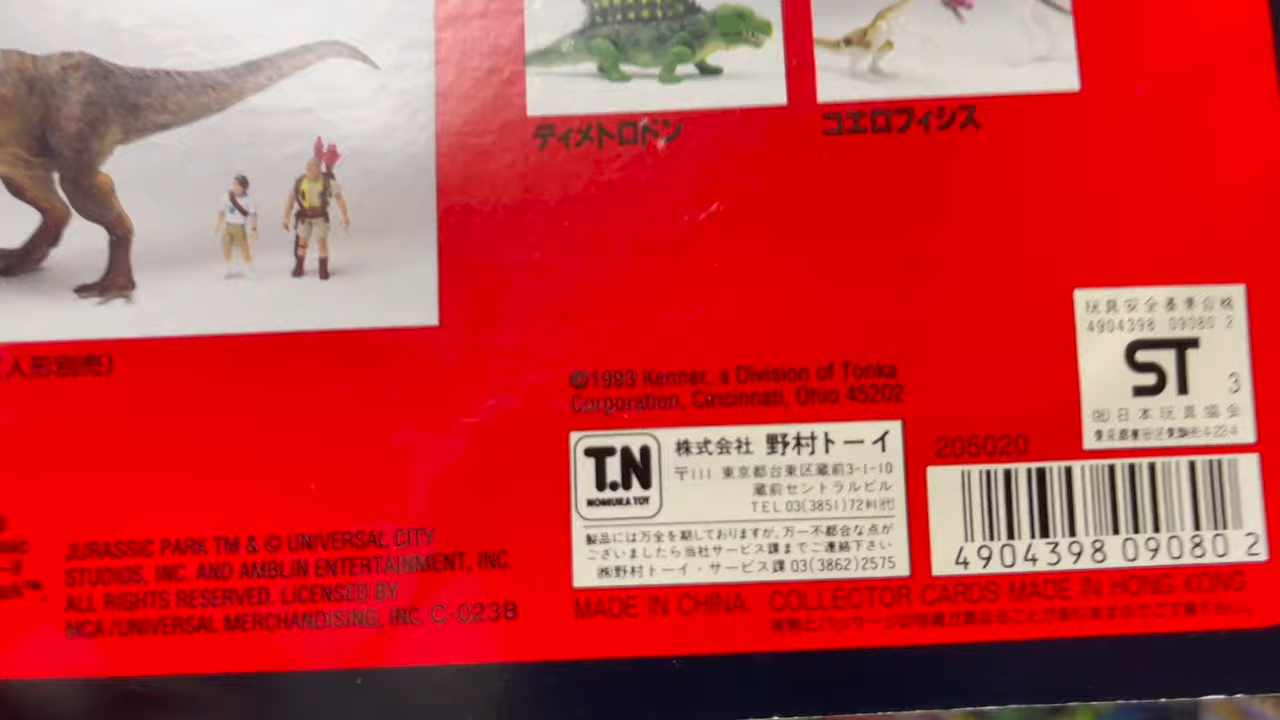 ディメトロドン
コエロフィシス
(人形別売)
©1993 Kenner, a Division of Tonka
Corporation, Cincinnati, Ohio 45202
玩具安全基準合格
4904398 09080 2
ST
3
(社)日本玩具協会
T.N
NOMURA TOY
株式会社 野村トーイ
〒111 東京都台東区蔵前3-1-10
蔵前セントラルビル
TEL 03(3851)72
製品には万全を期しておりますが、万一不都合な点が
ございましたら当社サービス課までご連絡下さい
㈱野村トーイ・サービス課 03(3862)2575
205020
4904398 09080 2
JURASSIC PARK TM & © UNIVERSAL CITY
STUDIOS, INC. AND AMBLIN ENTERTAINMENT, INC.
ALL RIGHTS RESERVED. LICENSED BY
MCA/UNIVERSAL MERCHANDISING, INC. C-0238
MADE IN CHINA COLLECTOR CARDS MADE IN HONG KONG